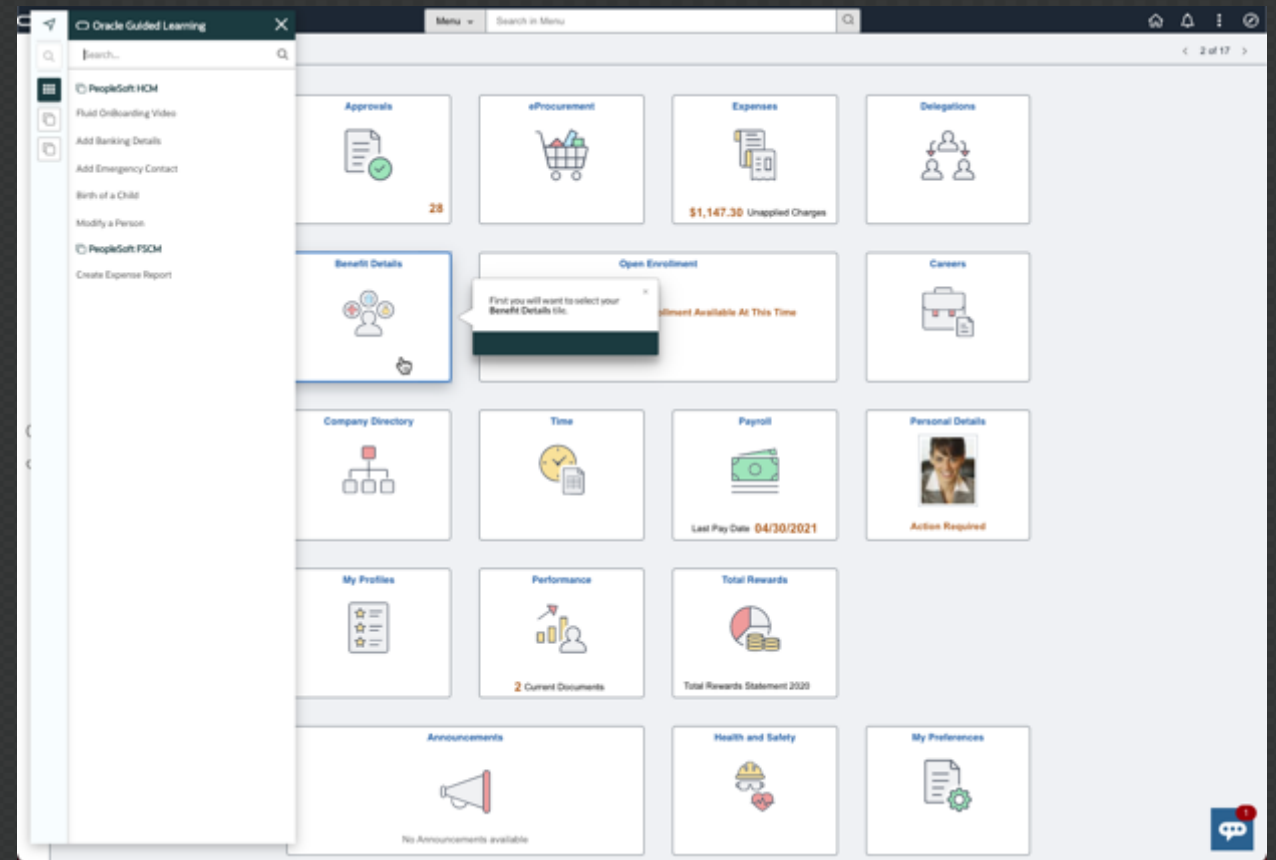 Oracle Guided Learning
Menu
Search in Menu
Search...
2 of 17
PeopleSoft HCM
Fluid OnBoarding Video
Add Banking Details
Add Emergency Contact
Birth of a Child
Modify a Person
PeopleSoft FSCM
Create Expense Report
Approvals
28
eProcurement
Expenses
$1,147.30 Unapplied Charges
Delegations
Benefit Details
Open Enrollment
ollment Available At This Time
First you will want to select your
Benefit Details tile.
Careers
Company Directory
Time
Payroll
Last Pay Date 04/30/2021
Personal Details
Action Required
My Profiles
Performance
2 Current Documents
Total Rewards
Total Rewards Statement 2020
Announcements
No Announcements available
Health and Safety
My Preferences
1